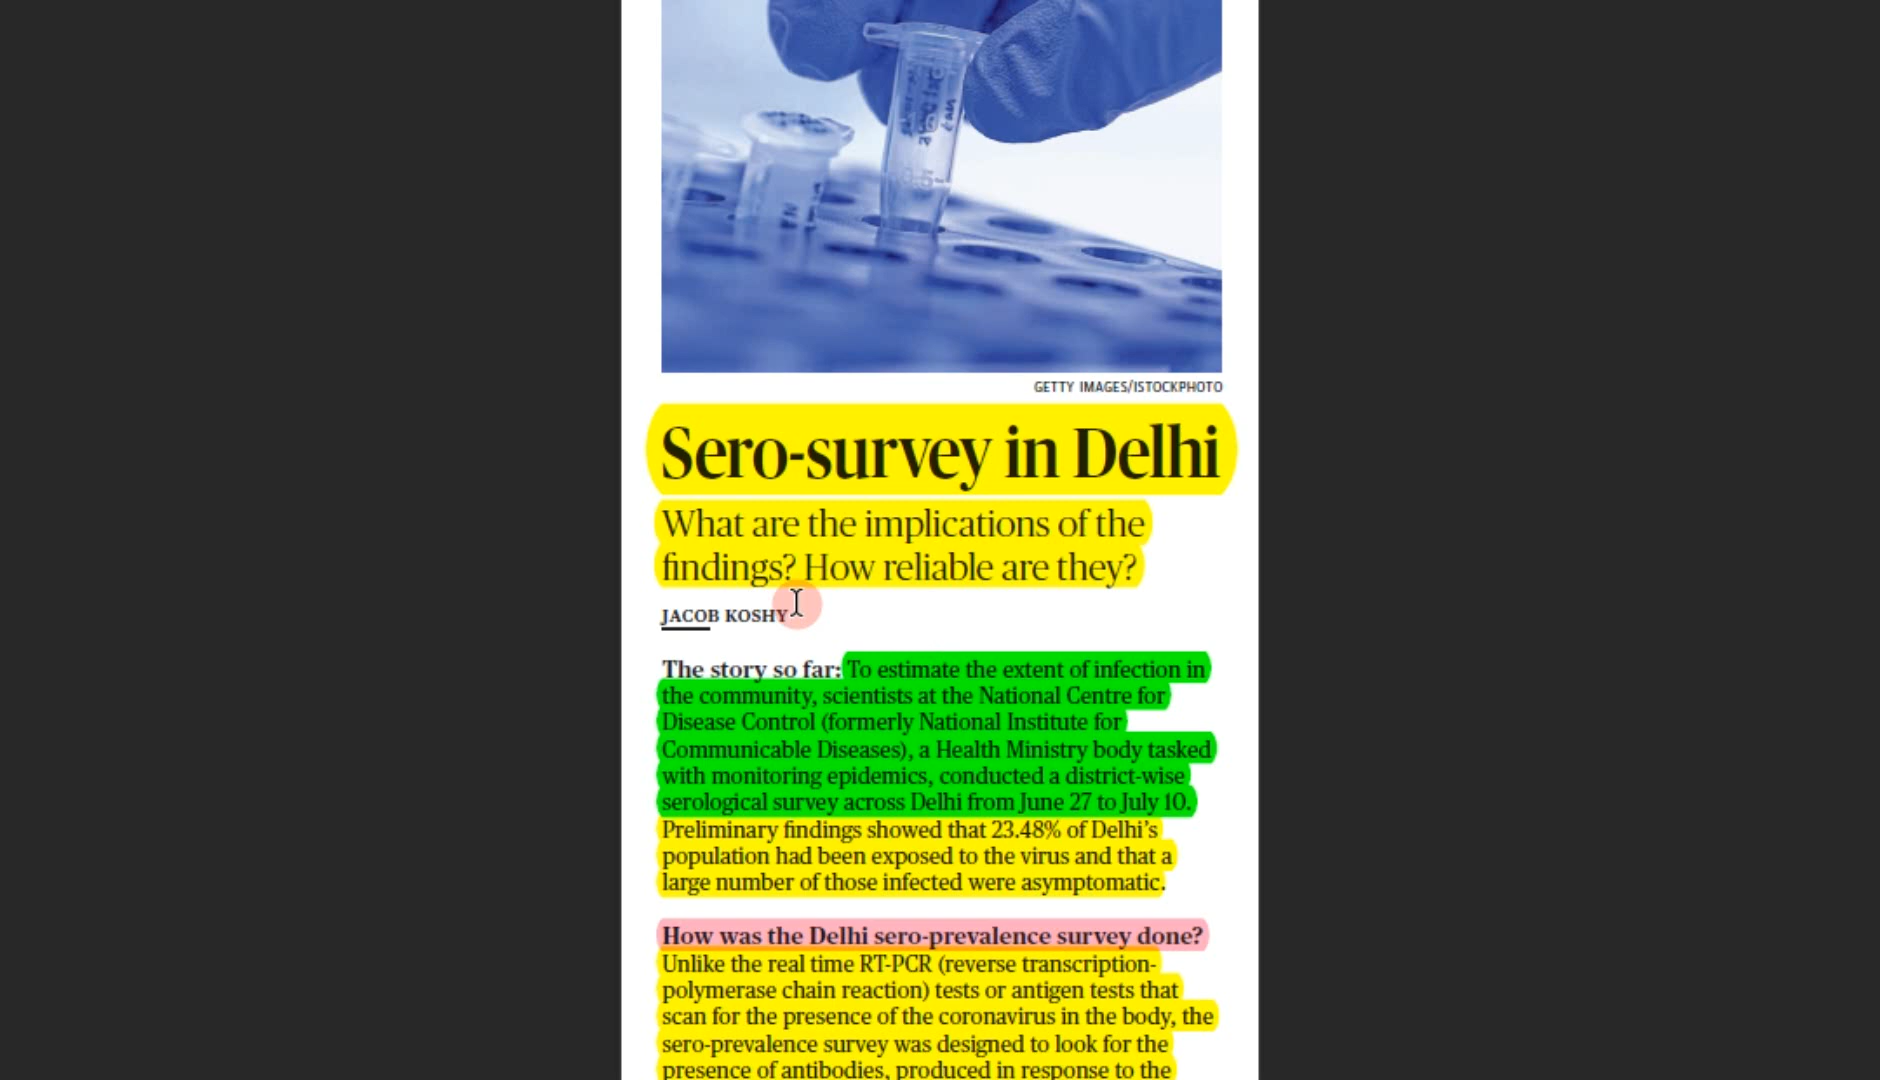 GETTY IMAGES/ISTOCKPHOTO
Sero-survey in Delhi
What are the implications of the
findings? How reliable are they?
JACOB KOSHY
The story so far: To estimate the extent of infection in
the community, scientists at the National Centre for
Disease Control (formerly National Institute for
Communicable Diseases), a Health Ministry body tasked
with monitoring epidemics, conducted a district-wise
serological survey across Delhi from June 27 to July 10.
Preliminary findings showed that 23.48% of Delhi's
population had been exposed to the virus and that a
large number of those infected were asymptomatic.
How was the Delhi sero-prevalence survey done?
Unlike the real time RT-PCR (reverse transcription-
polymerase chain reaction) tests or antigen tests that
scan for the presence of the coronavirus in the body, the
sero-prevalence survey was designed to look for the
presence of antibodies, produced in response to the